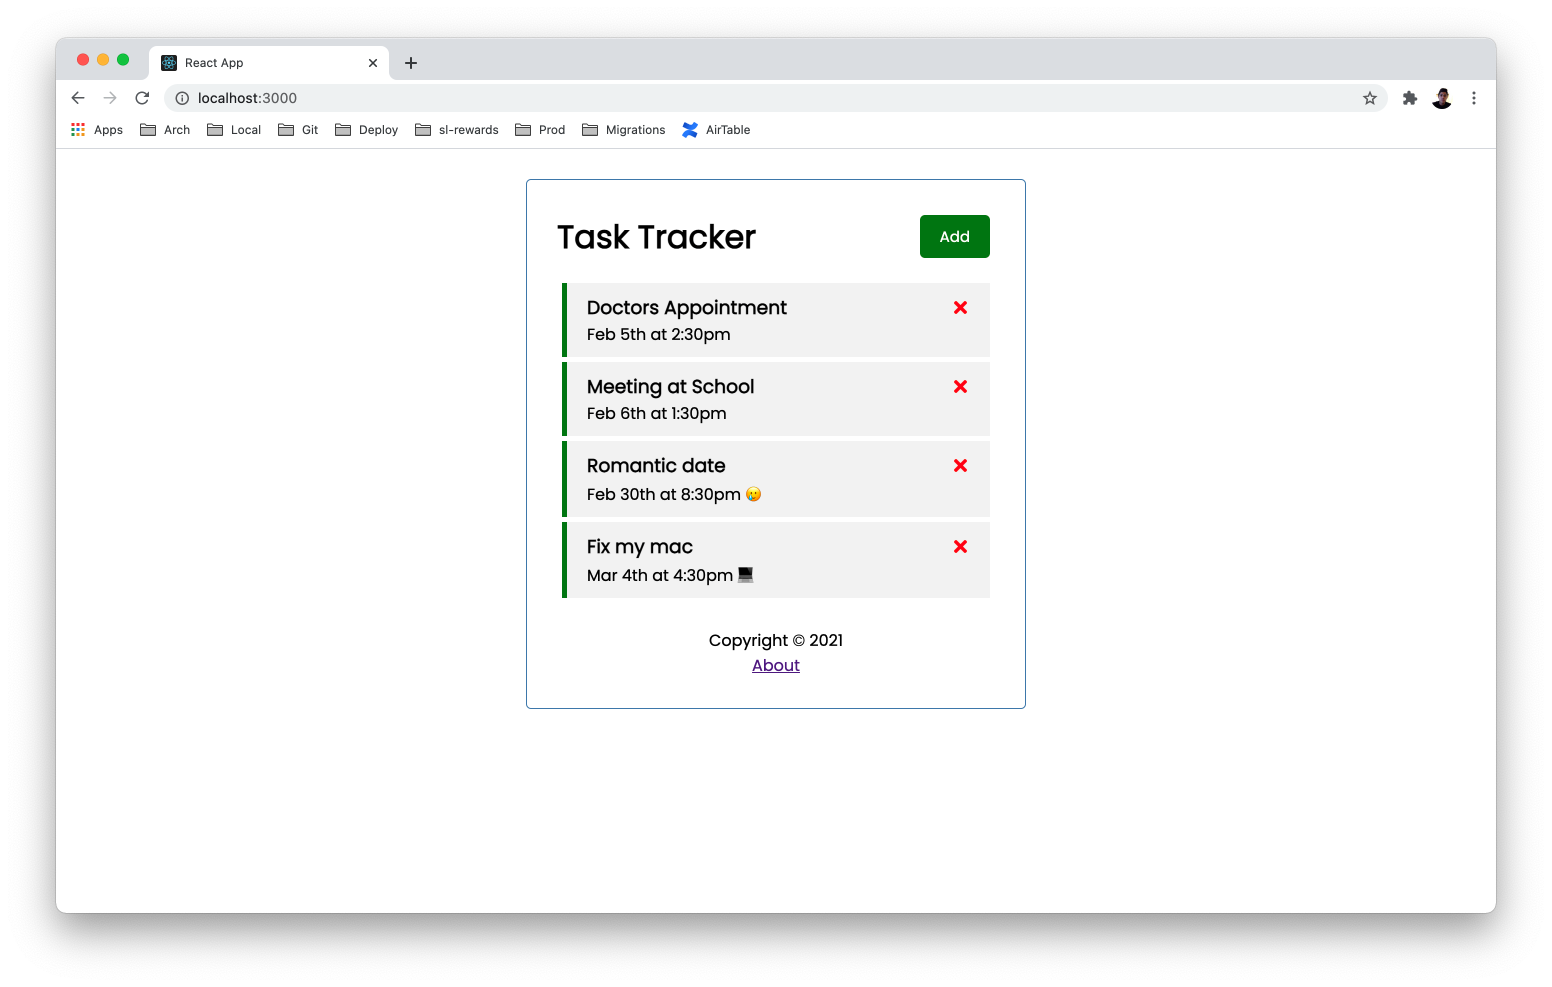 React App
localhost:3000
Apps Arch Local Git Deploy sl-rewards Prod Migrations AirTable
Task Tracker
Add
Doctors Appointment
Feb 5th at 2:30pm
Meeting at School
Feb 6th at 1:30pm
Romantic date
Feb 30th at 8:30pm 🥲
Fix my mac
Mar 4th at 4:30pm 💻
Copyright © 2021
About